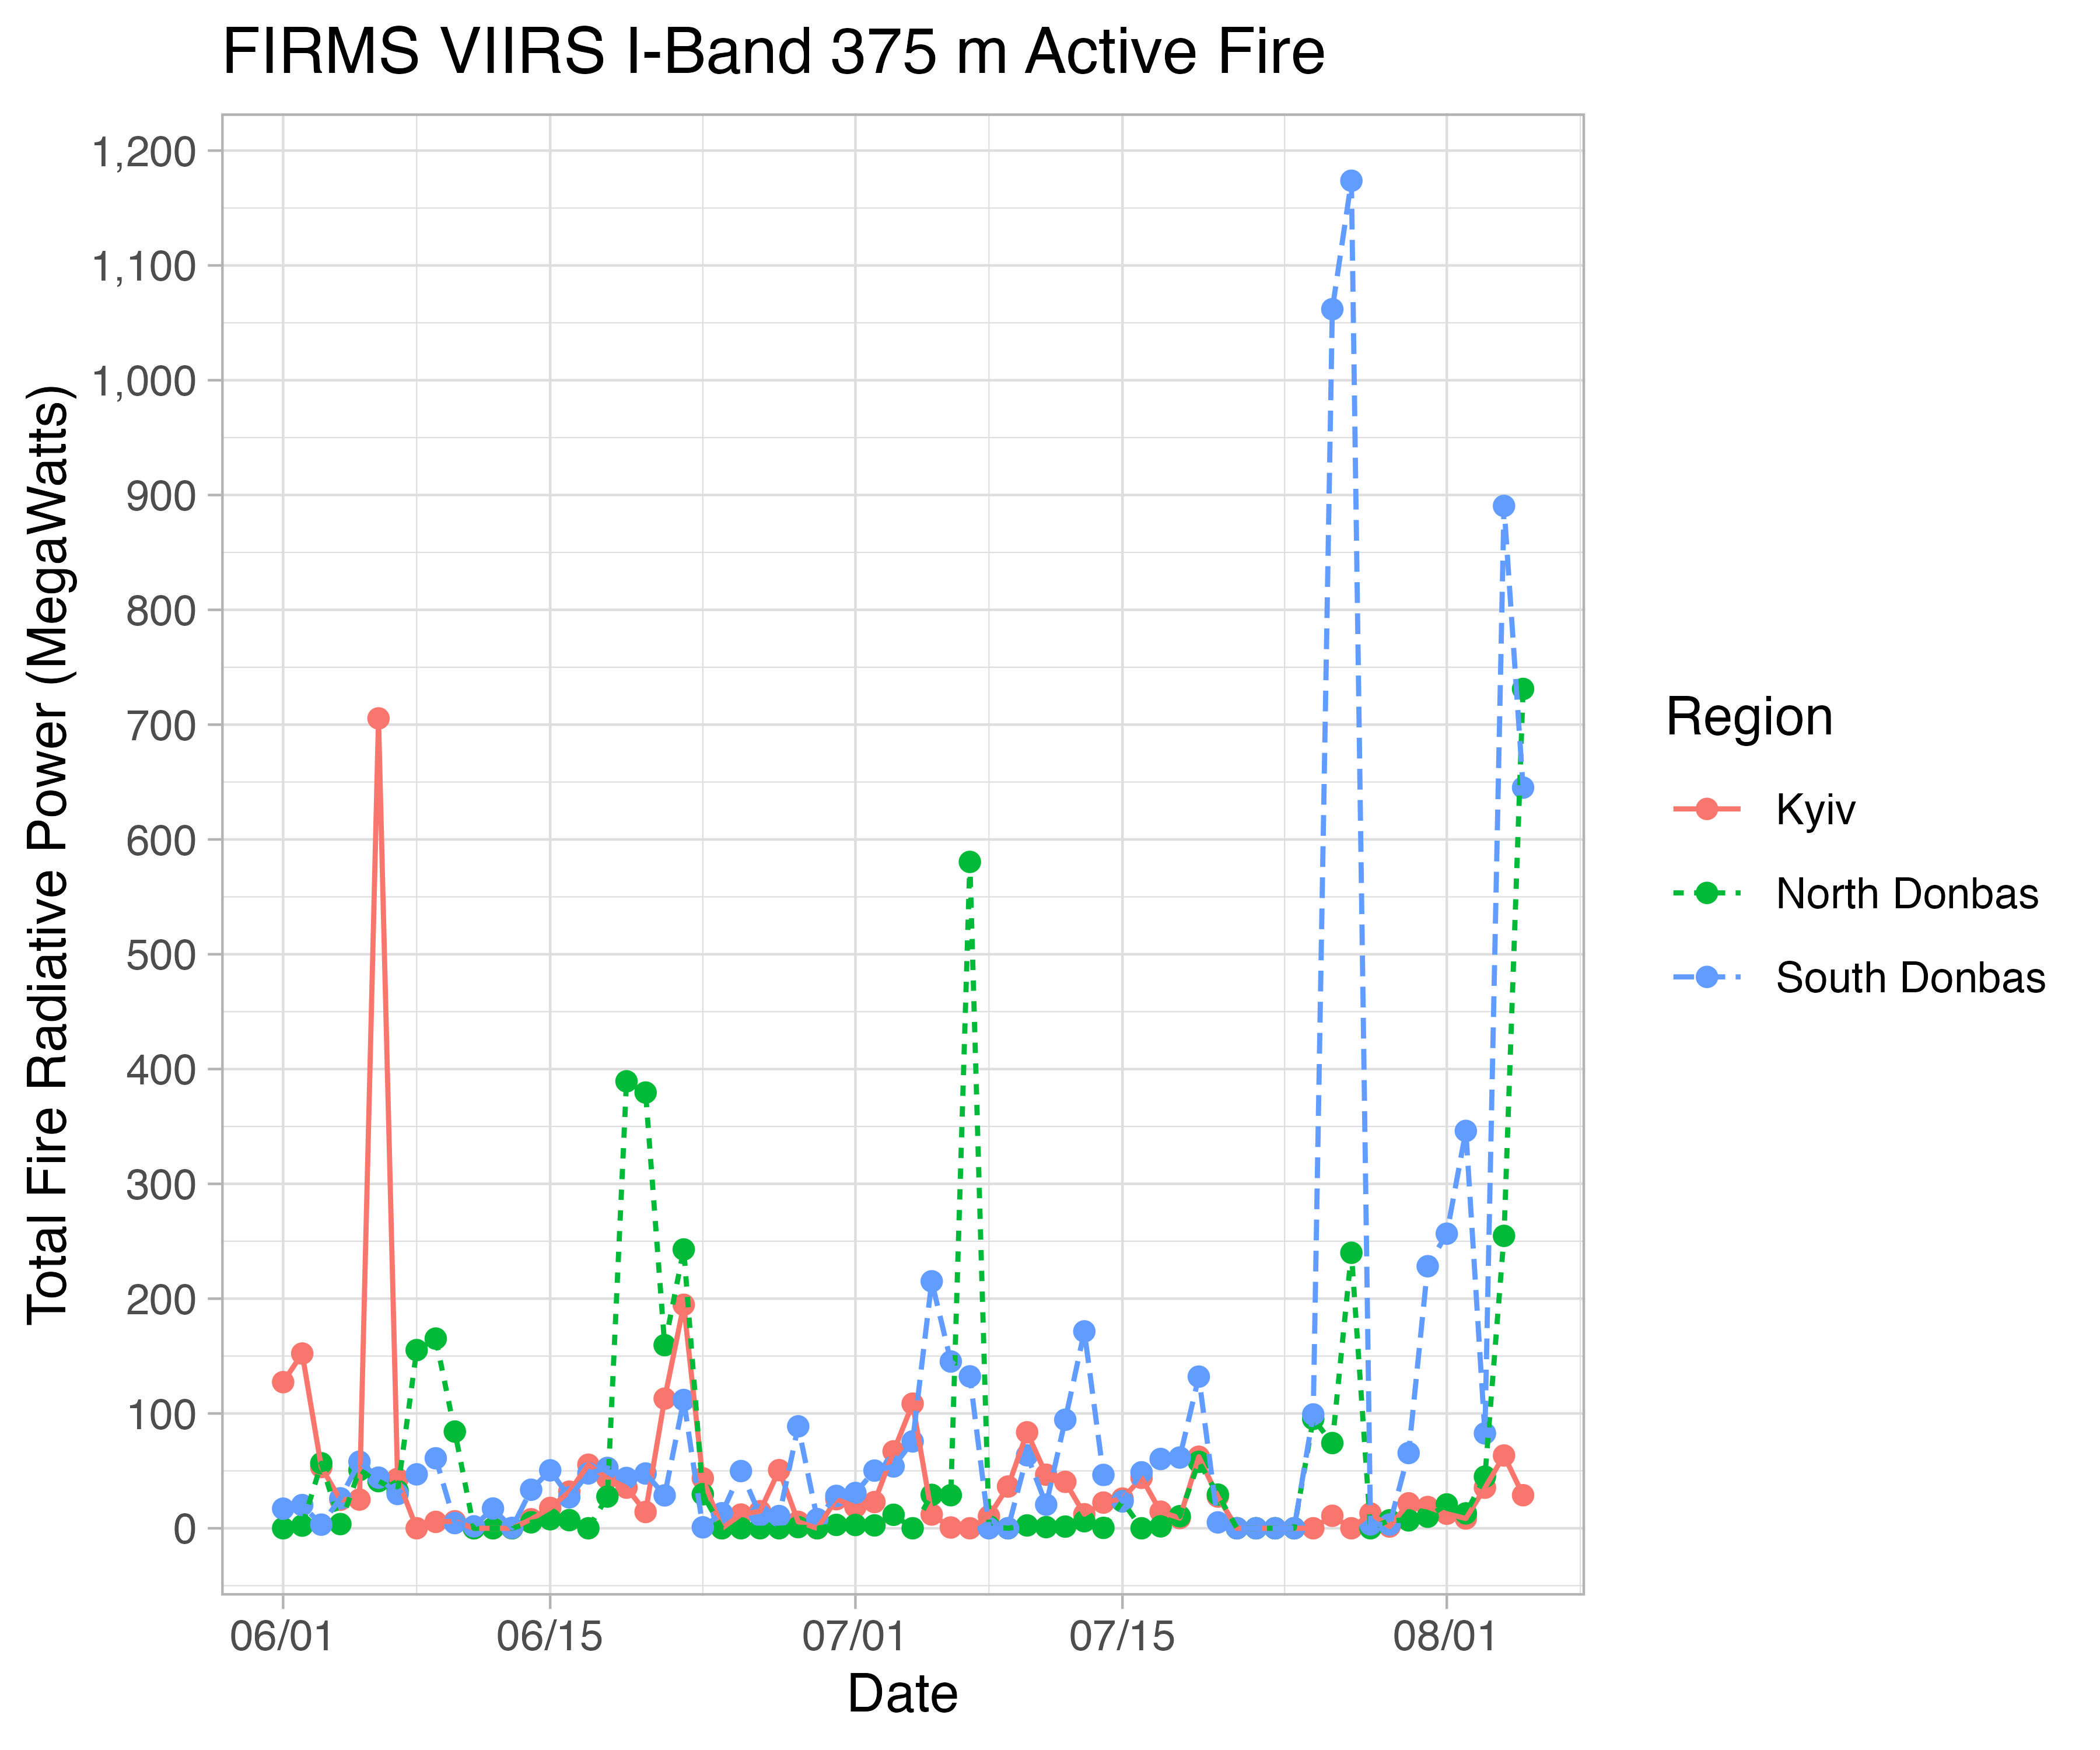 FIRMS VIIRS I-Band 375 m Active Fire
Total Fire Radiative Power (MegaWatts)
1,200
1,100
1,000
900
800
700
600
500
400
300
200
100
0
06/01
06/15
07/01
07/15
08/01
Date
Region
Kyiv
North Donbas
South Donbas